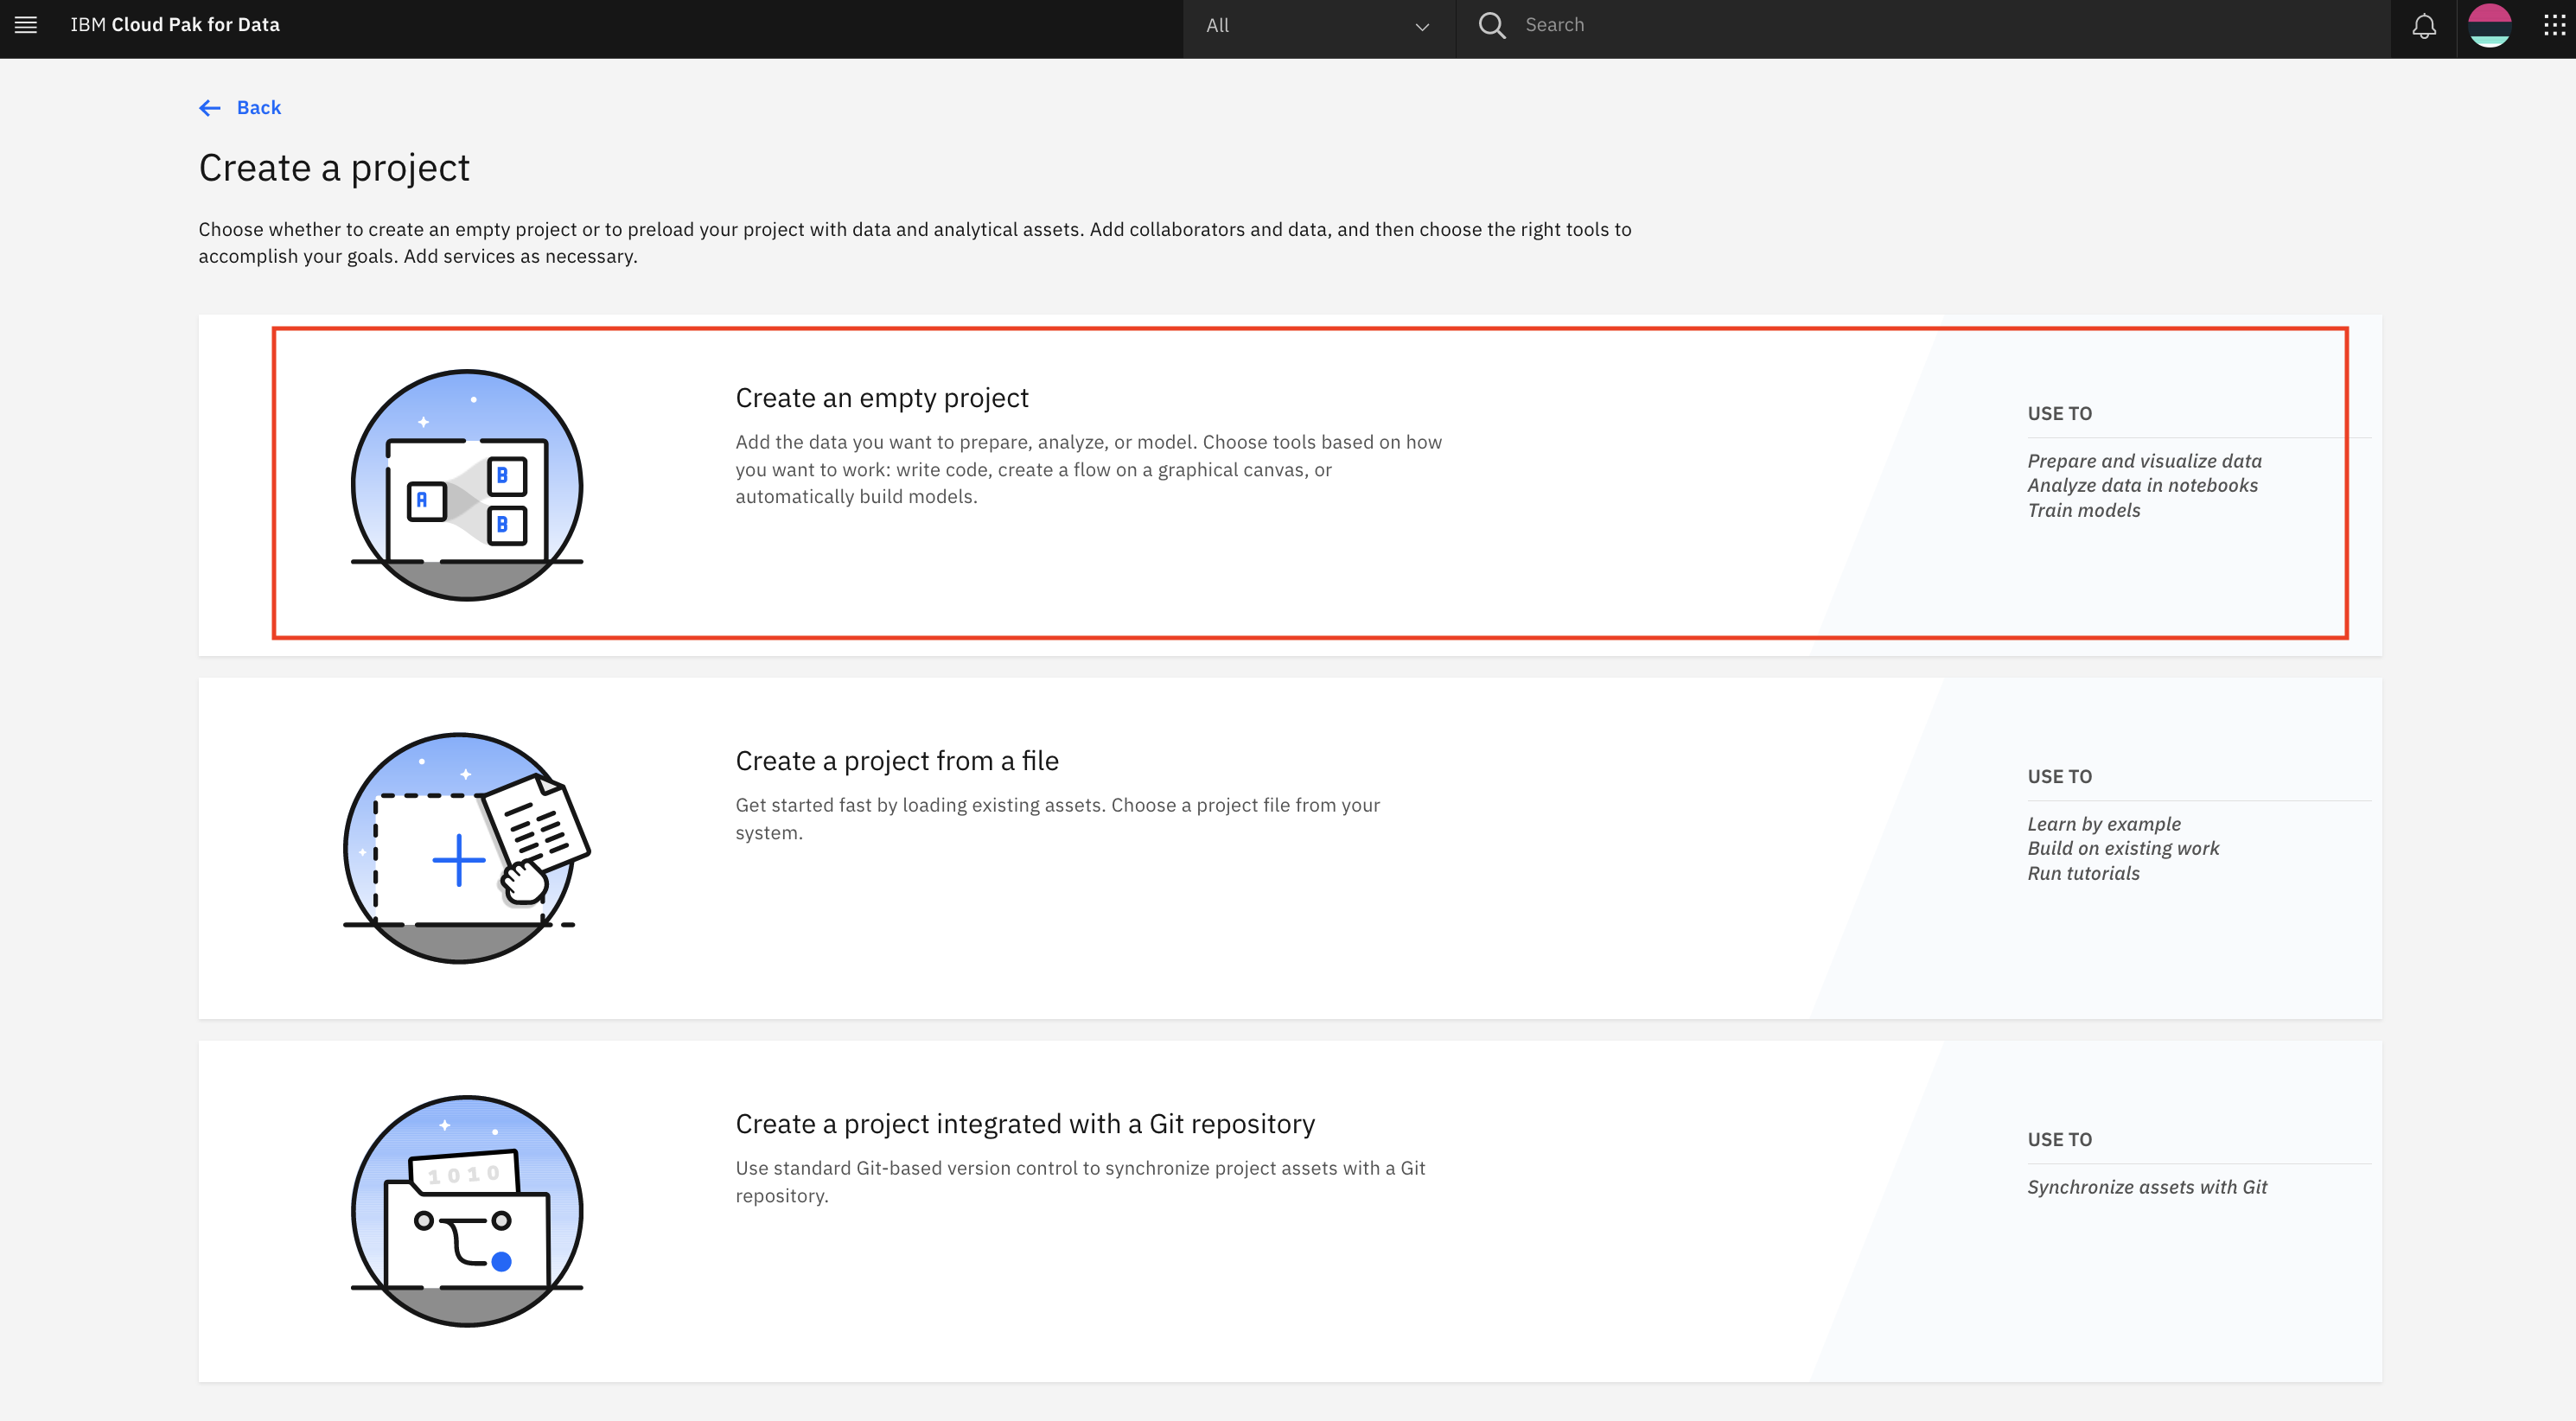 IBM Cloud Pak for Data
All
Search
Back
Create a project
Choose whether to create an empty project or to preload your project with data and analytical assets. Add collaborators and data, and then choose the right tools to
accomplish your goals. Add services as necessary.
A
B
B
Create an empty project
Add the data you want to prepare, analyze, or model. Choose tools based on how
you want to work: write code, create a flow on a graphical canvas, or
automatically build models.
USE TO
Prepare and visualize data
Analyze data in notebooks
Train models
Create a project from a file
Get started fast by loading existing assets. Choose a project file from your
system.
USE TO
Learn by example
Build on existing work
Run tutorials
1010
Create a project integrated with a Git repository
Use standard Git-based version control to synchronize project assets with a Git
repository.
USE TO
Synchronize assets with Git